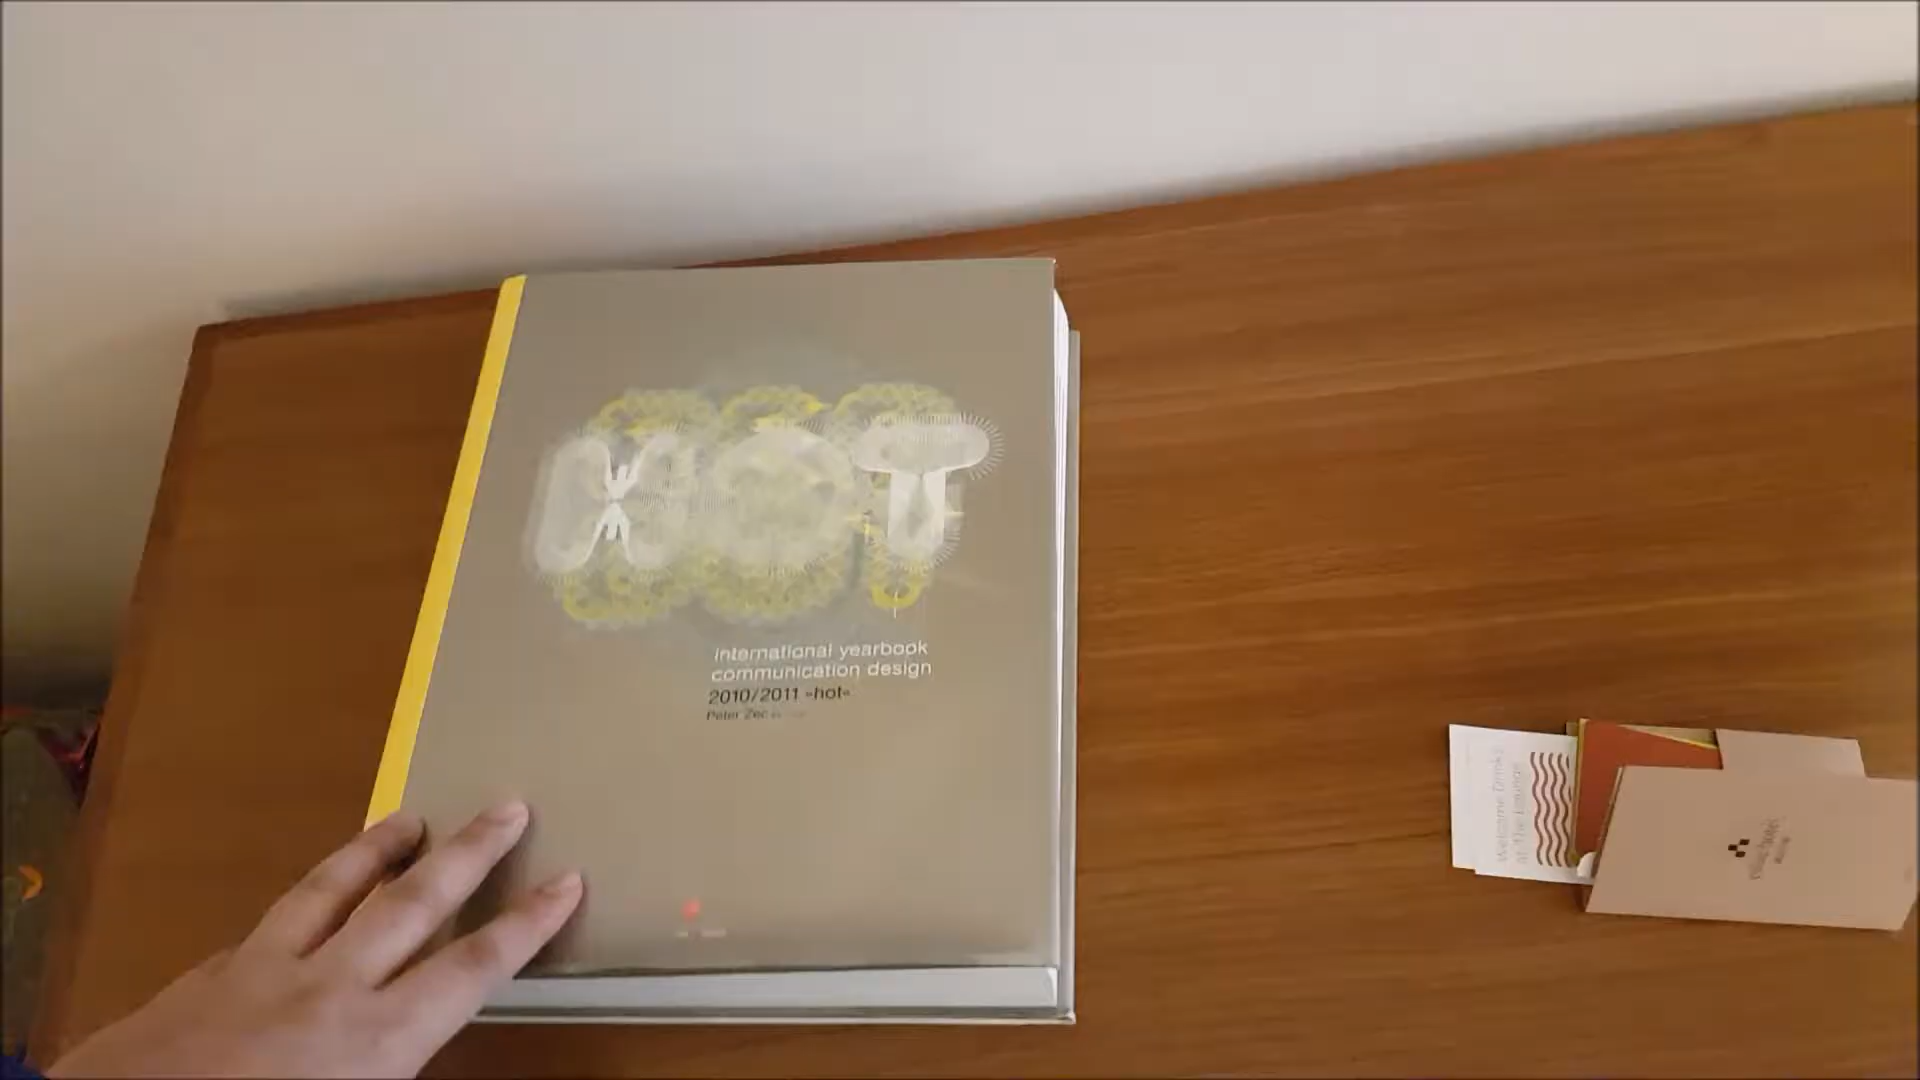 HOT
international yearbook
communication design
2010/2011 »hot«
Peter Zec
Welcome Drinks
at The Lounge